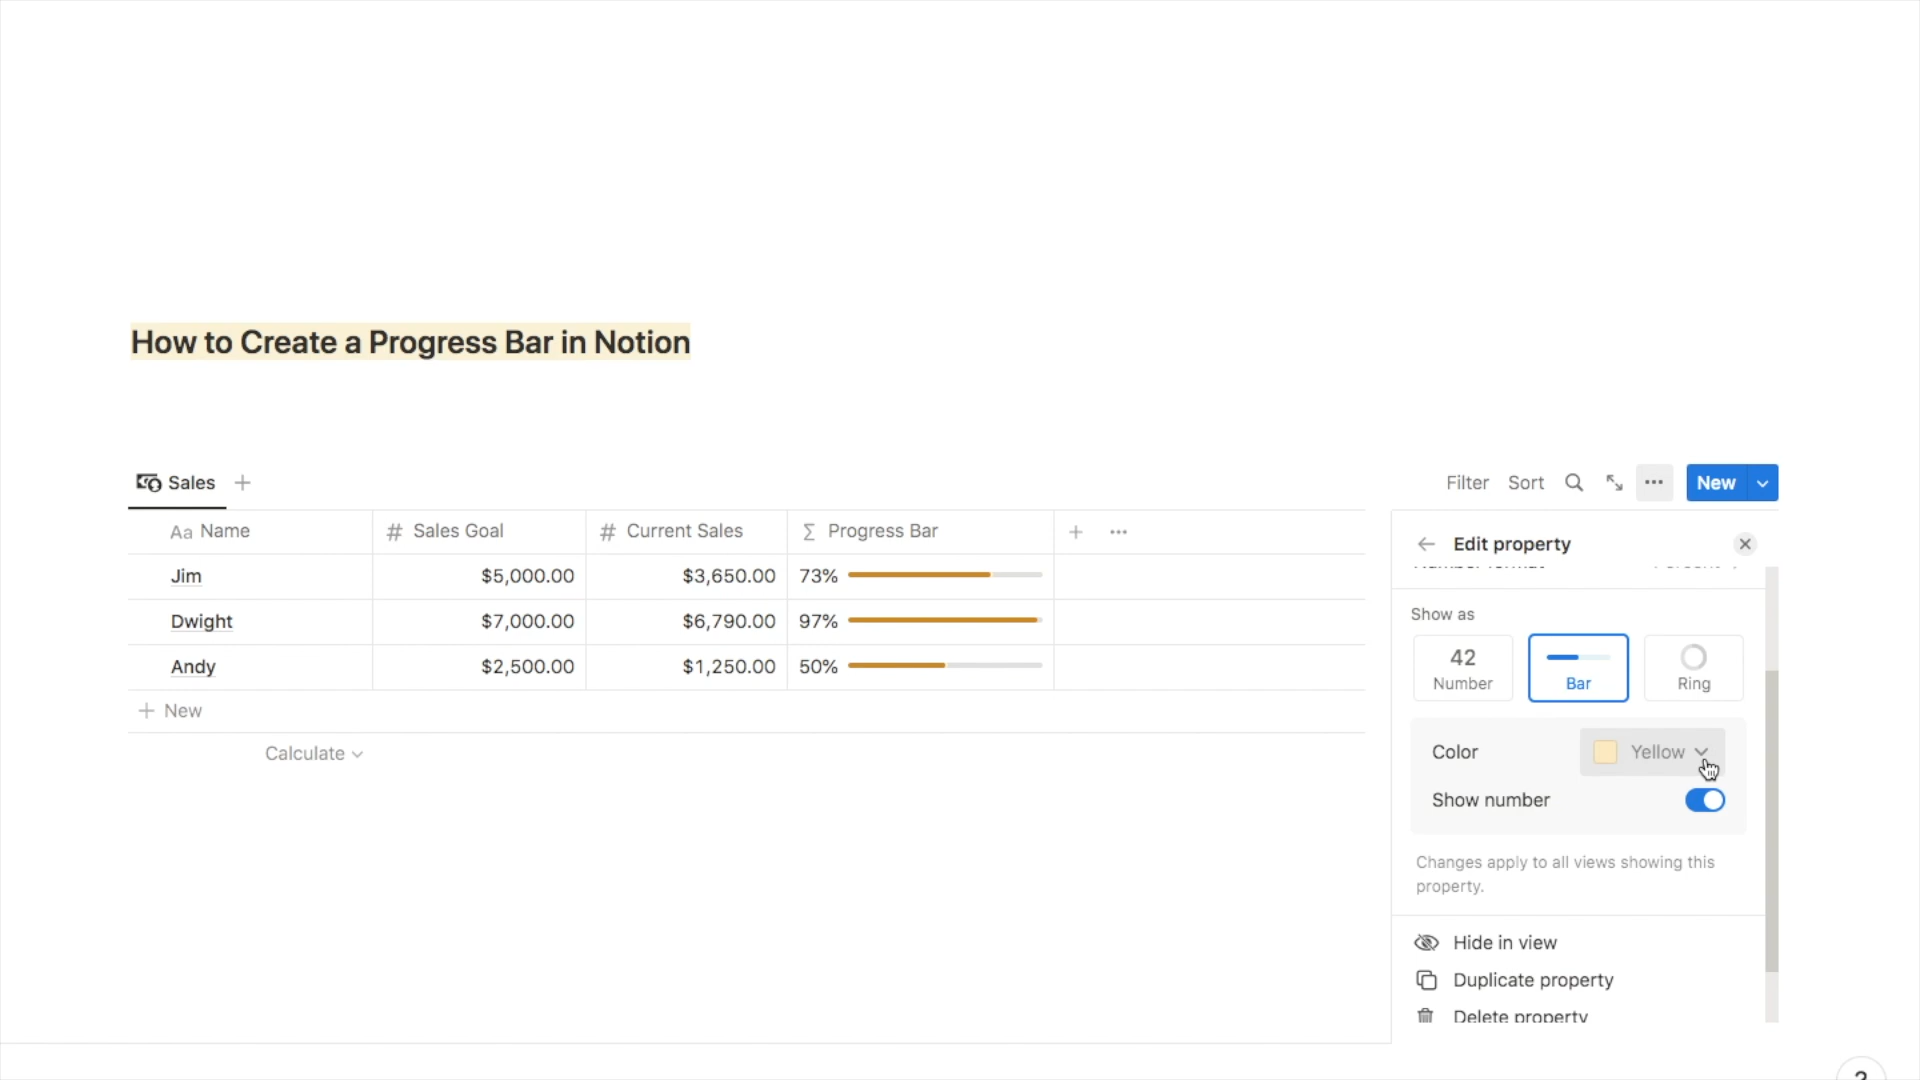 How to Create a Progress Bar in Notion
Sales
Filter Sort New
Aa Name # Sales Goal # Current Sales Σ Progress Bar
Jim $5,000.00 $3,650.00 73%
Dwight $7,000.00 $6,790.00 97%
Andy $2,500.00 $1,250.00 50%
+ New
Calculate
Edit property
Show as
42
Number Bar Ring
Color Yellow
Show number
Changes apply to all views showing this
property.
Hide in view
Duplicate property
Delete property